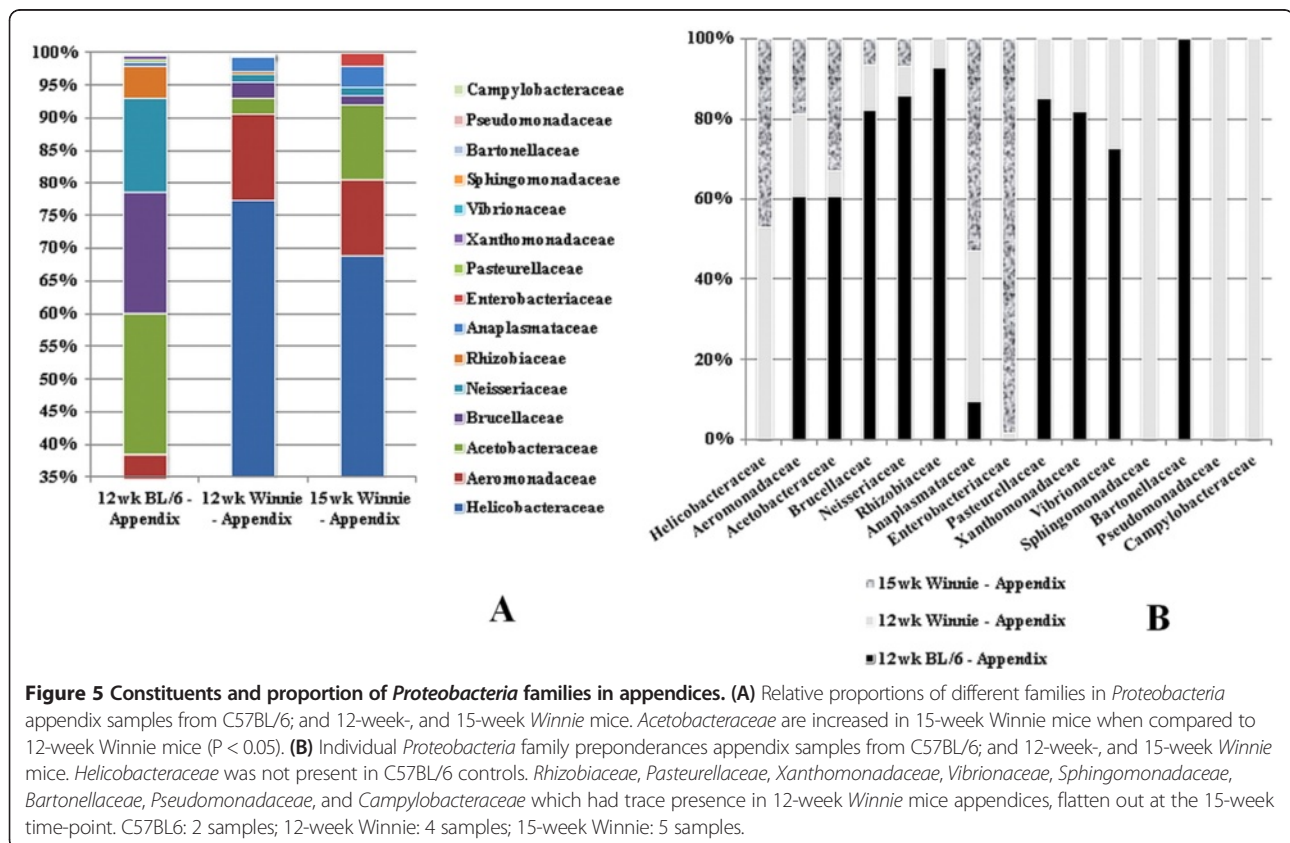 100%
95%
90%
85%
80%
75%
70%
65%
60%
55%
50%
45%
40%
35%
12wk BL/6 -
Appendix
12wk Winnie
- Appendix
15wk Winnie
- Appendix
Campylobacteraceae
Pseudomonadaceae
Bartonellaceae
Sphingomonadaceae
Vibrionaceae
Xanthomonadaceae
Pasteurellaceae
Enterobacteriaceae
Anaplasmataceae
Rhizobiaceae
Neisseriaceae
Brucellaceae
Acetobacteraceae
Aeromonadaceae
Helicobacteraceae
A
100%
80%
60%
40%
20%
0%
Helicobacteraceae
Aeromonadaceae
Acetobacteraceae
Brucellaceae
Neisseriaceae
Rhizobiaceae
Anaplasmataceae
Enterobacteriaceae
Pasteurellaceae
Xanthomonadaceae
Vibrionaceae
Sphingomonadaceae
Bartonellaceae
Pseudomonadaceae
Campylobacteraceae
15wk Winnie - Appendix
12wk Winnie - Appendix
12wk BL/6 - Appendix
B
Figure 5 Constituents and proportion of Proteobacteria families in appendices. (A) Relative proportions of different families in Proteobacteria
appendix samples from C57BL/6; and 12-week-, and 15-week Winnie mice. Acetobacteraceae are increased in 15-week Winnie mice when compared to
12-week Winnie mice (P < 0.05). (B) Individual Proteobacteria family preponderances appendix samples from C57BL/6; and 12-week-, and 15-week Winnie
mice. Helicobacteraceae was not present in C57BL/6 controls. Rhizobiaceae, Pasteurellaceae, Xanthomonadaceae, Vibrionaceae, Sphingomonadaceae,
Bartonellaceae, Pseudomonadaceae, and Campylobacteraceae which had trace presence in 12-week Winnie mice appendices, flatten out at the 15-week
time-point. C57BL6: 2 samples; 12-week Winnie: 4 samples; 15-week Winnie: 5 samples.